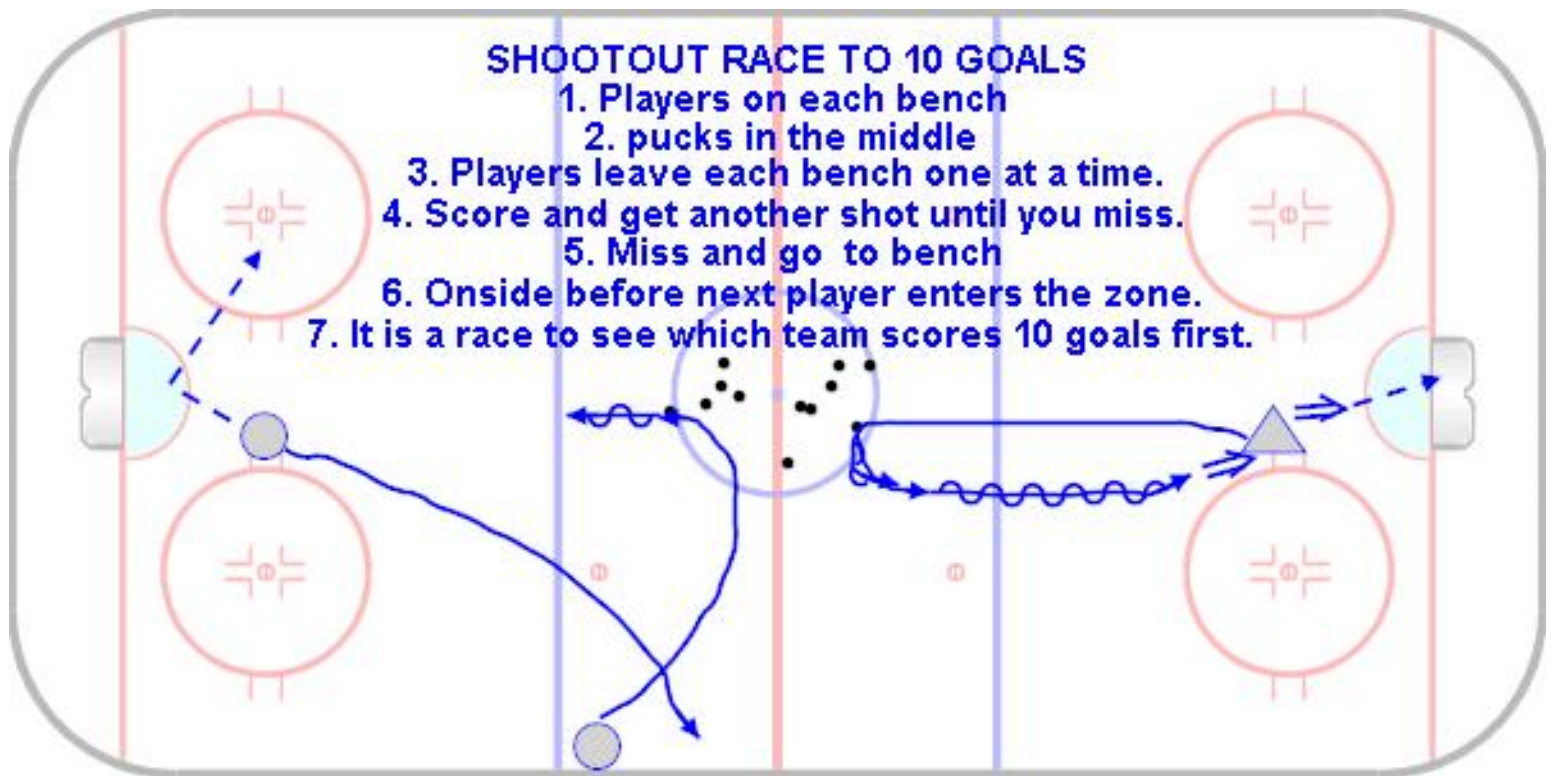 SHOOTOUT RACE TO 10 GOALS
1. Players on each bench
2. pucks in the middle
3. Players leave each bench one at a time.
4. Score and get another shot until you miss.
5. Miss and go  to bench
6. Onside before next player enters the zone.
7. It is a race to see which team scores 10 goals first.